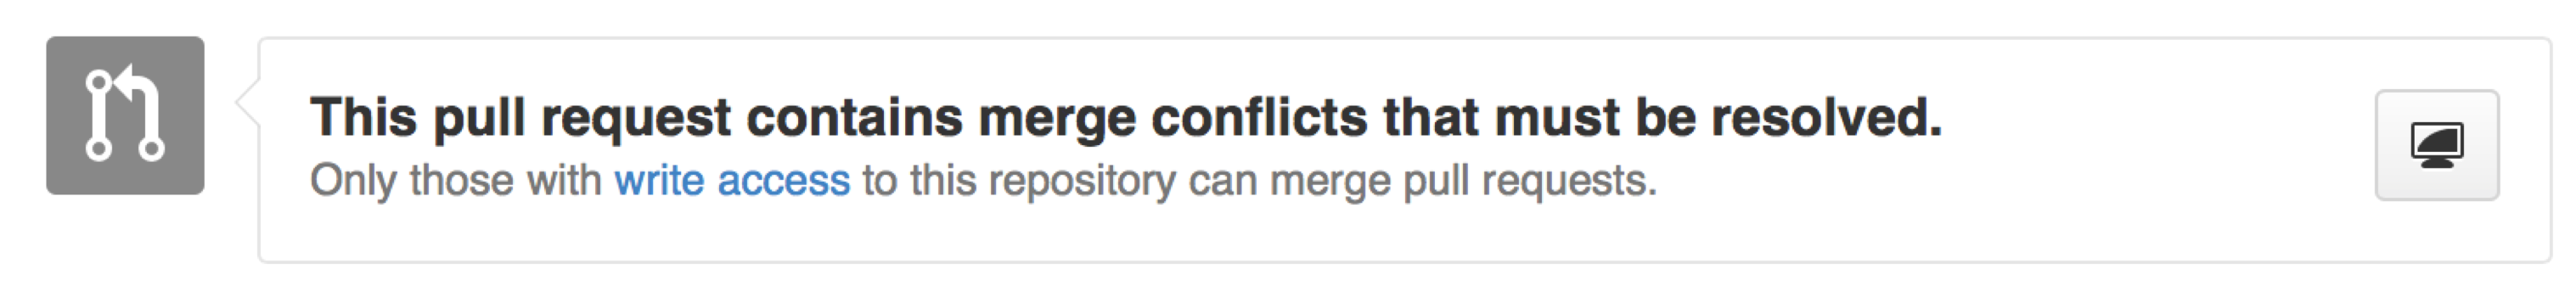 This pull request contains merge conflicts that must be resolved.
Only those with write access to this repository can merge pull requests.